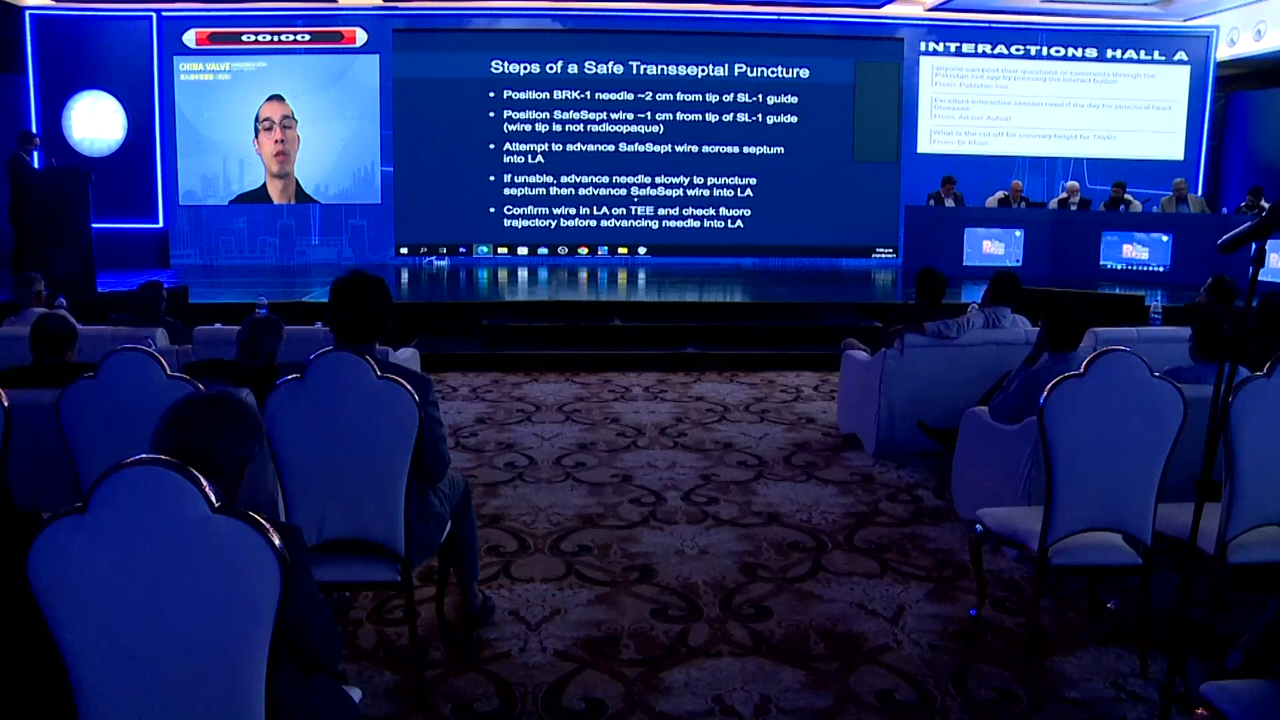 00:00
CHINA VALVE
Steps of a Safe Transseptal Puncture
• Position BRK-1 needle ~2 cm from tip of SL-1 guide
• Position SafeSept wire ~1 cm from tip of SL-1 guide
(wire tip is not radioopaque)
• Attempt to advance SafeSept wire across septum
into LA
• If unable, advance needle slowly to puncture
septum then advance SafeSept wire into LA
• Confirm wire in LA on TEE and check fluoro
trajectory before advancing needle into LA
INTERACTIONS HALL A
anyone can post their questions or comments through the
Pakistan live app by pressing the interact button
From: Pakistan live
Excellent interactive session need if the day for structural heart
Diseases
From: Amber Ashraf
What is the cut off for coronary height for TAVR?
From: Dr Khan